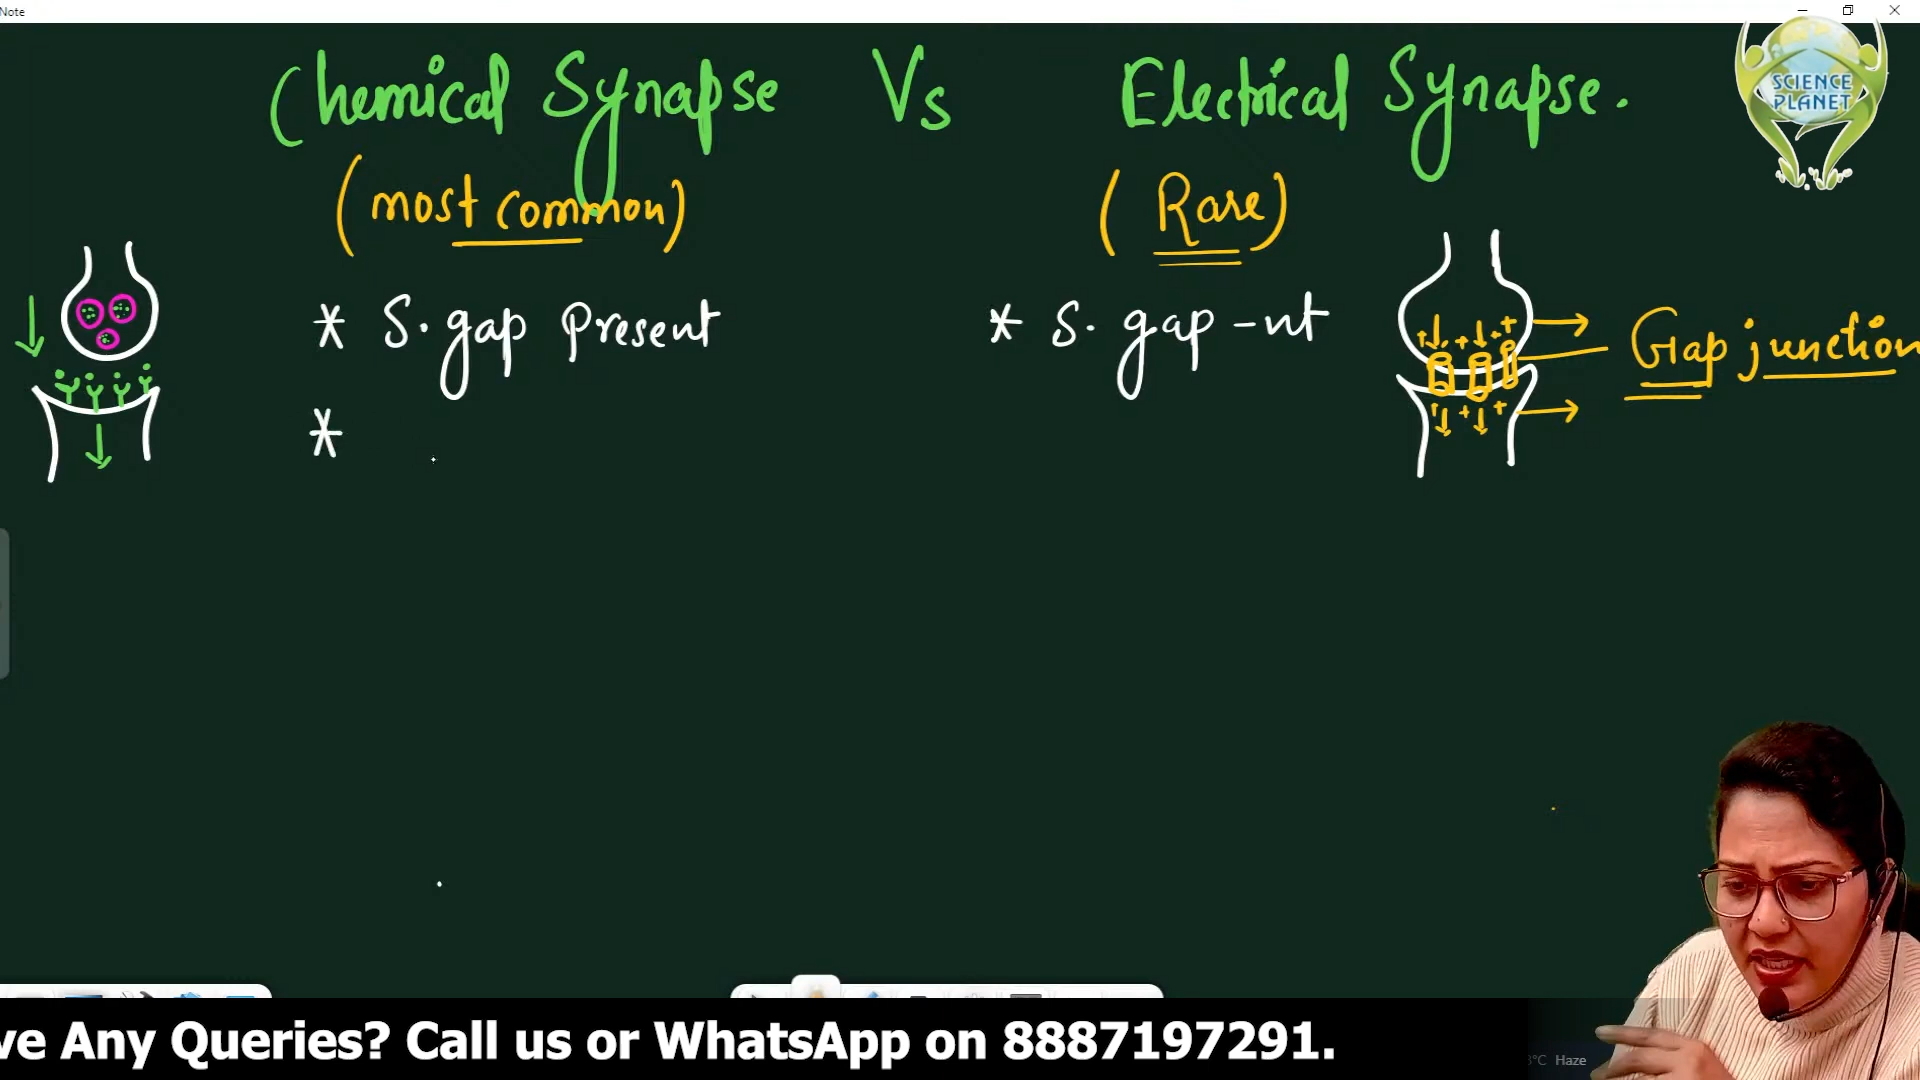 Note
Chemical Synapse Vs Electrical Synapse.
SCIENCE
PLANET
(most common)
(Rare)
* S. gap present
* S. gap -nt
Gap junction
*
ve Any Queries? Call us or WhatsApp on 8887197291.
°C Haze